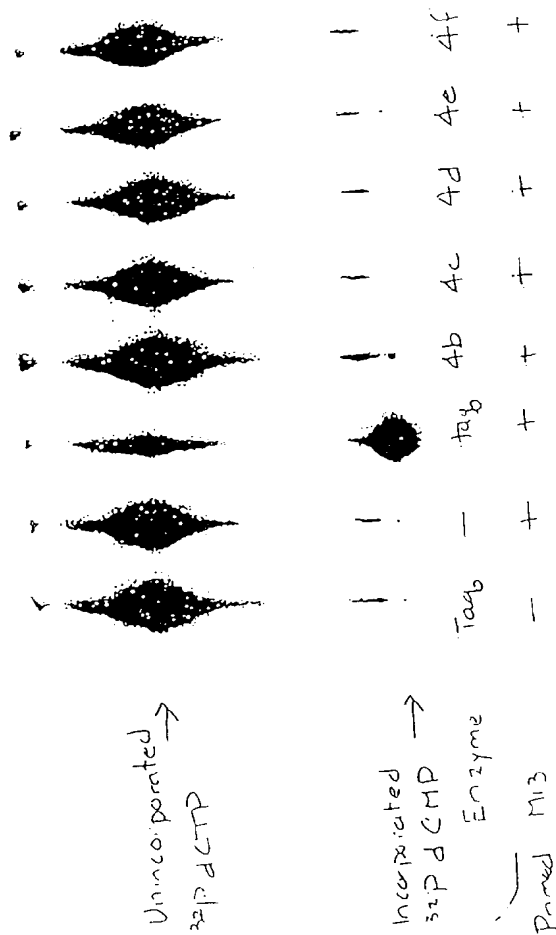 Unincorporated →
32P dCTP
Incorporated →
32P dCMP
Enzyme Taq — taq 4b 4c 4d 4e 4f
Primed M13 — + + + + + + +